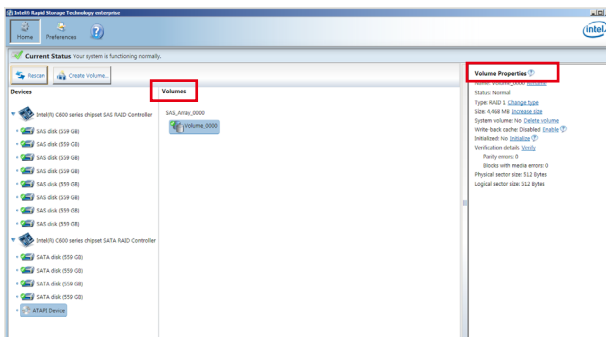 Intel® Rapid Storage Technology enterprise
Home
Preferences
intel
Current Status Your system is functioning normally.
Rescan
Create Volume...
Devices
Volumes
Intel(R) C600 series chipset SAS RAID Controller
SAS disk (559 GB)
SAS disk (559 GB)
SAS disk (559 GB)
SAS disk (559 GB)
SAS disk (559 GB)
SAS disk (559 GB)
SAS disk (559 GB)
Intel(R) C600 series chipset SATA RAID Controller
SATA disk (559 GB)
SATA disk (559 GB)
SATA disk (559 GB)
SATA disk (559 GB)
ATAPI Device
SAS_Array_0000
Volume_0000
Volume Properties
Name: Volume_0000 Rename
Status: Normal
Type: RAID 1 Change type
Size: 4,468 MB Increase size
System volume: No Delete volume
Write-back cache: Disabled Enable
Initialized: No Initialize
Verification details Verify
Parity errors: 0
Blocks with media errors: 0
Physical sector size: 512 Bytes
Logical sector size: 512 Bytes